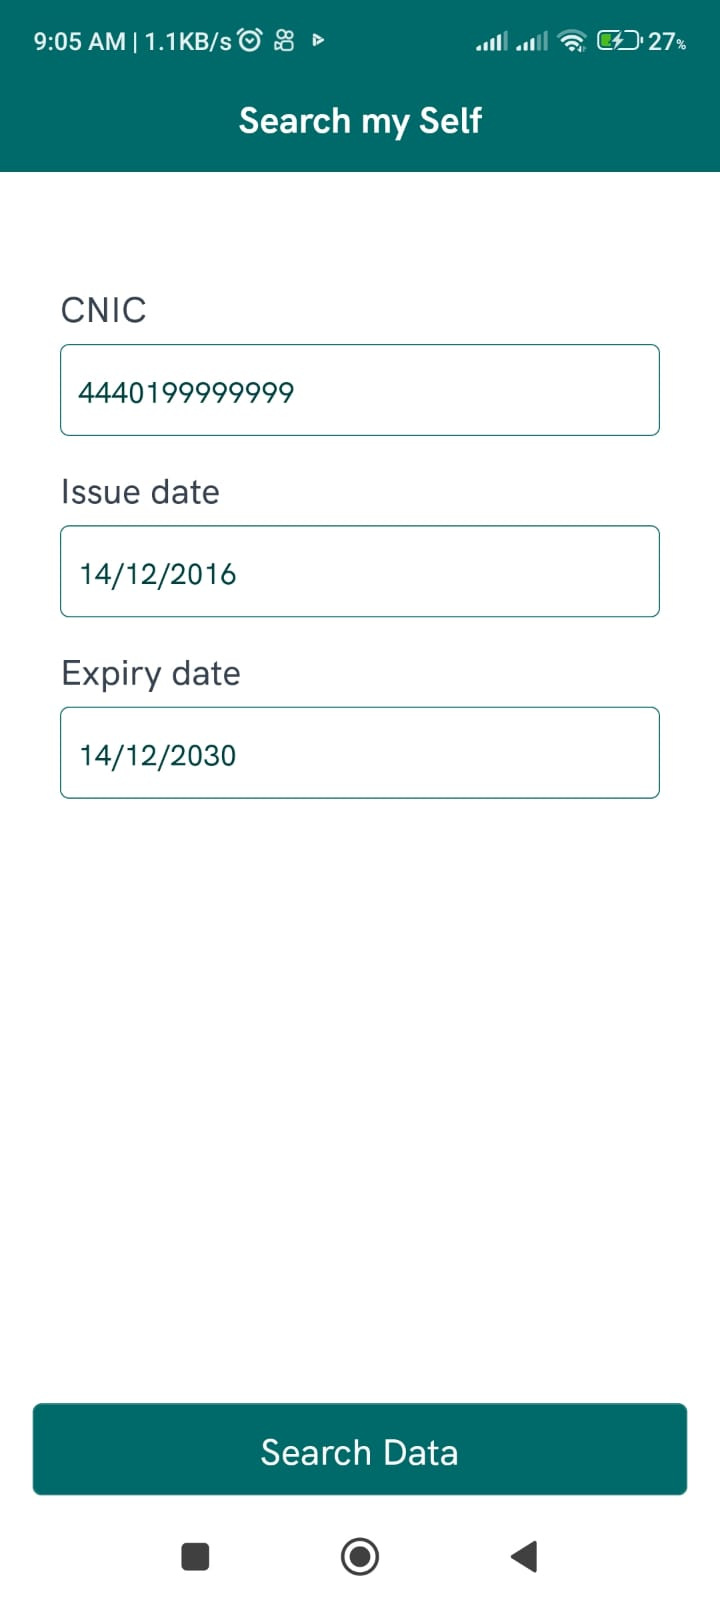 9:05 AM | 1.1KB/s 27%
Search my Self
CNIC
4440199999999
Issue date
14/12/2016
Expiry date
14/12/2030
Search Data